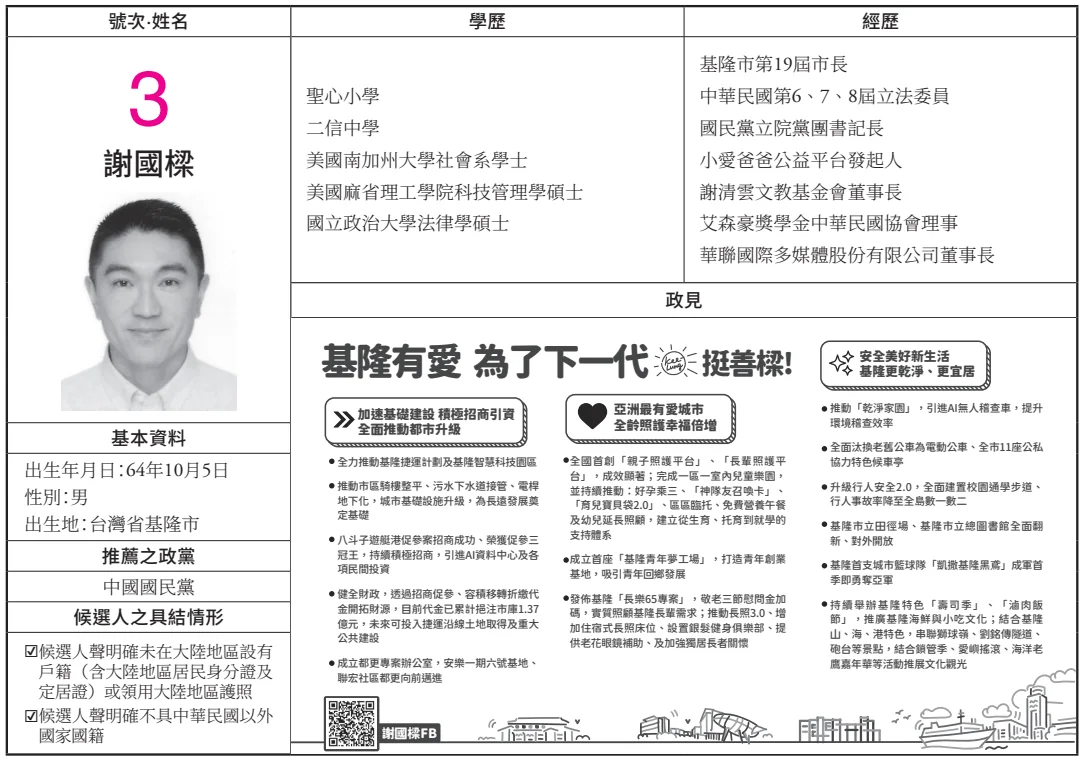 號次·姓名
學歷
經歷
3
謝國樑
聖心小學
二信中學
美國南加州大學社會系學士
美國麻省理工學院科技管理學碩士
國立政治大學法律學碩士
基隆市第19屆市長
中華民國第6、7、8屆立法委員
國民黨立院黨團書記長
小愛爸爸公益平台發起人
謝清雲文教基金會董事長
艾森豪獎學金中華民國協會理事
華聯國際多媒體股份有限公司董事長
基本資料
出生年月日：64年10月5日
性別：男
出生地：台灣省基隆市
推薦之政黨
中國國民黨
候選人之具結情形
☑候選人聲明確未在大陸地區設有
戶籍（含大陸地區居民身分證及
定居證）或領用大陸地區護照
☑候選人聲明確不具中華民國以外
國家國籍
政見
基隆有愛 為了下一代 Kee lung 挺善樑!
加速基礎建設 積極招商引資
全面推動都市升級
●全力推動基隆捷運計劃及基隆智慧科技園區
●推動市區騎樓整平、污水下水道接管、電桿
地下化，城市基礎設施升級，為長遠發展奠
定基礎
●八斗子遊艇港促參案招商成功、榮獲促參三
冠王，持續積極招商，引進AI資料中心及各
項民間投資
●健全財政，透過招商促參、容積移轉折繳代
金開拓財源，目前代金已累計挹注市庫1.37
億元，未來可投入捷運沿線土地取得及重大
公共建設
●成立都更專案辦公室，安樂一期六號基地、
聯宏社區都更向前邁進
謝國樑FB
亞洲最有愛城市
全齡照護幸福倍增
●全國首創「親子照護平台」、「長輩照護平
台」，成效顯著；完成一區一室內兒童樂園，
並持續推動：好孕乘三、「神隊友召喚卡」、
「育兒寶貝袋2.0」、區區臨托、免費營養午餐
及幼兒延長照顧，建立從生育、托育到就學的
支持體系
●成立首座「基隆青年夢工場」，打造青年創業
基地，吸引青年回鄉發展
●發佈基隆「長樂65專案」，敬老三節慰問金加
碼，實質照顧基隆長輩需求；推動長照3.0、增
加住宿式長照床位、設置銀髮健身俱樂部、提
供老花眼鏡補助、及加強獨居長者關懷
安全美好新生活
基隆更乾淨、更宜居
●推動「乾淨家園」，引進AI無人稽查車，提升
環境稽查效率
●全面汰換老舊公車為電動公車、全市11座公私
協力特色候車亭
●升級行人安全2.0，全面建置校園通學步道、
行人事故率降至全島數一數二
●基隆市立田徑場、基隆市立總圖書館全面翻
新、對外開放
●基隆首支城市籃球隊「凱撒基隆黑鳶」成軍首
季即勇奪亞軍
●持續舉辦基隆特色「壽司季」、「滷肉飯
節」，推廣基隆海鮮與小吃文化；結合基隆
山、海、港特色，串聯獅球嶺、劉銘傳隧道、
砲台等景點，結合鎖管季、愛嶼搖滾、海洋老
鷹嘉年華等活動推展文化觀光